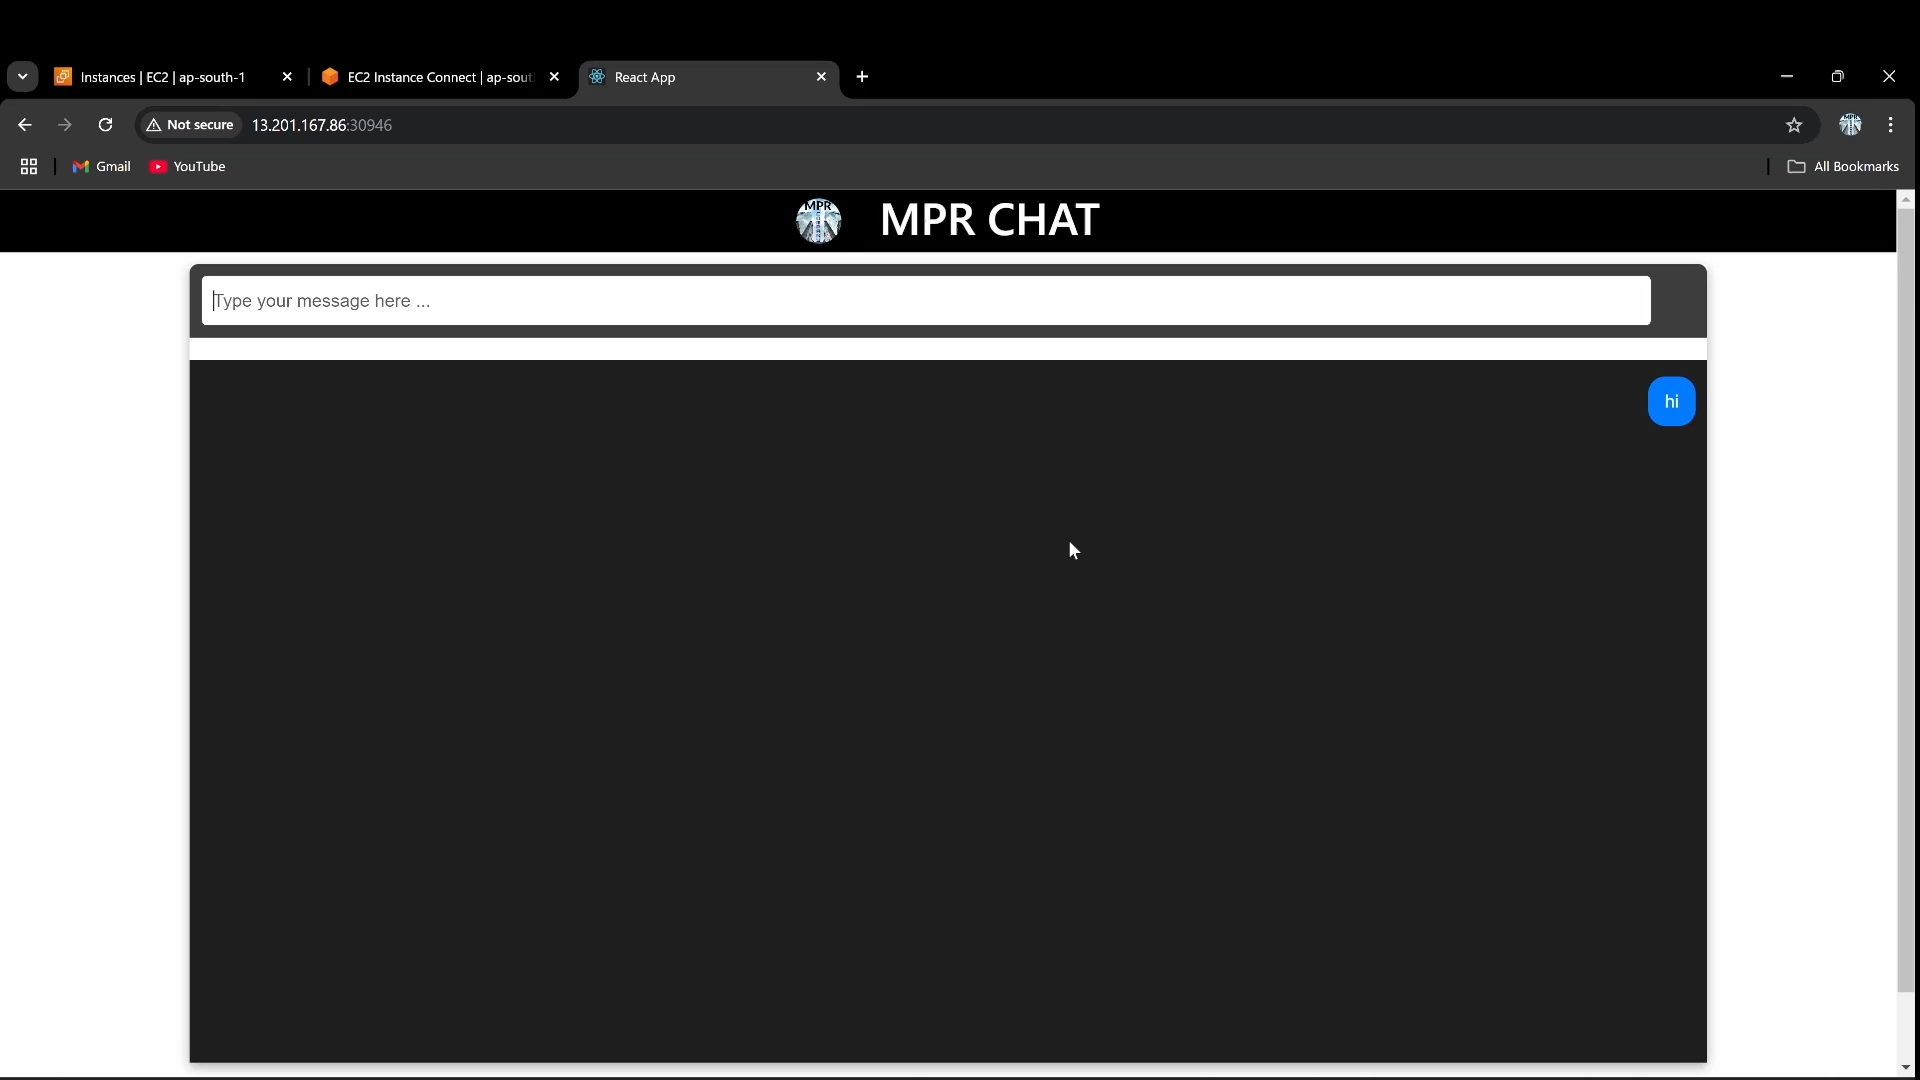 Instances | EC2 | ap-south-1
EC2 Instance Connect | ap-sout
React App
Not secure
13.201.167.86:30946
Gmail
YouTube
All Bookmarks
MPR
MPR CHAT
Type your message here ...
hi